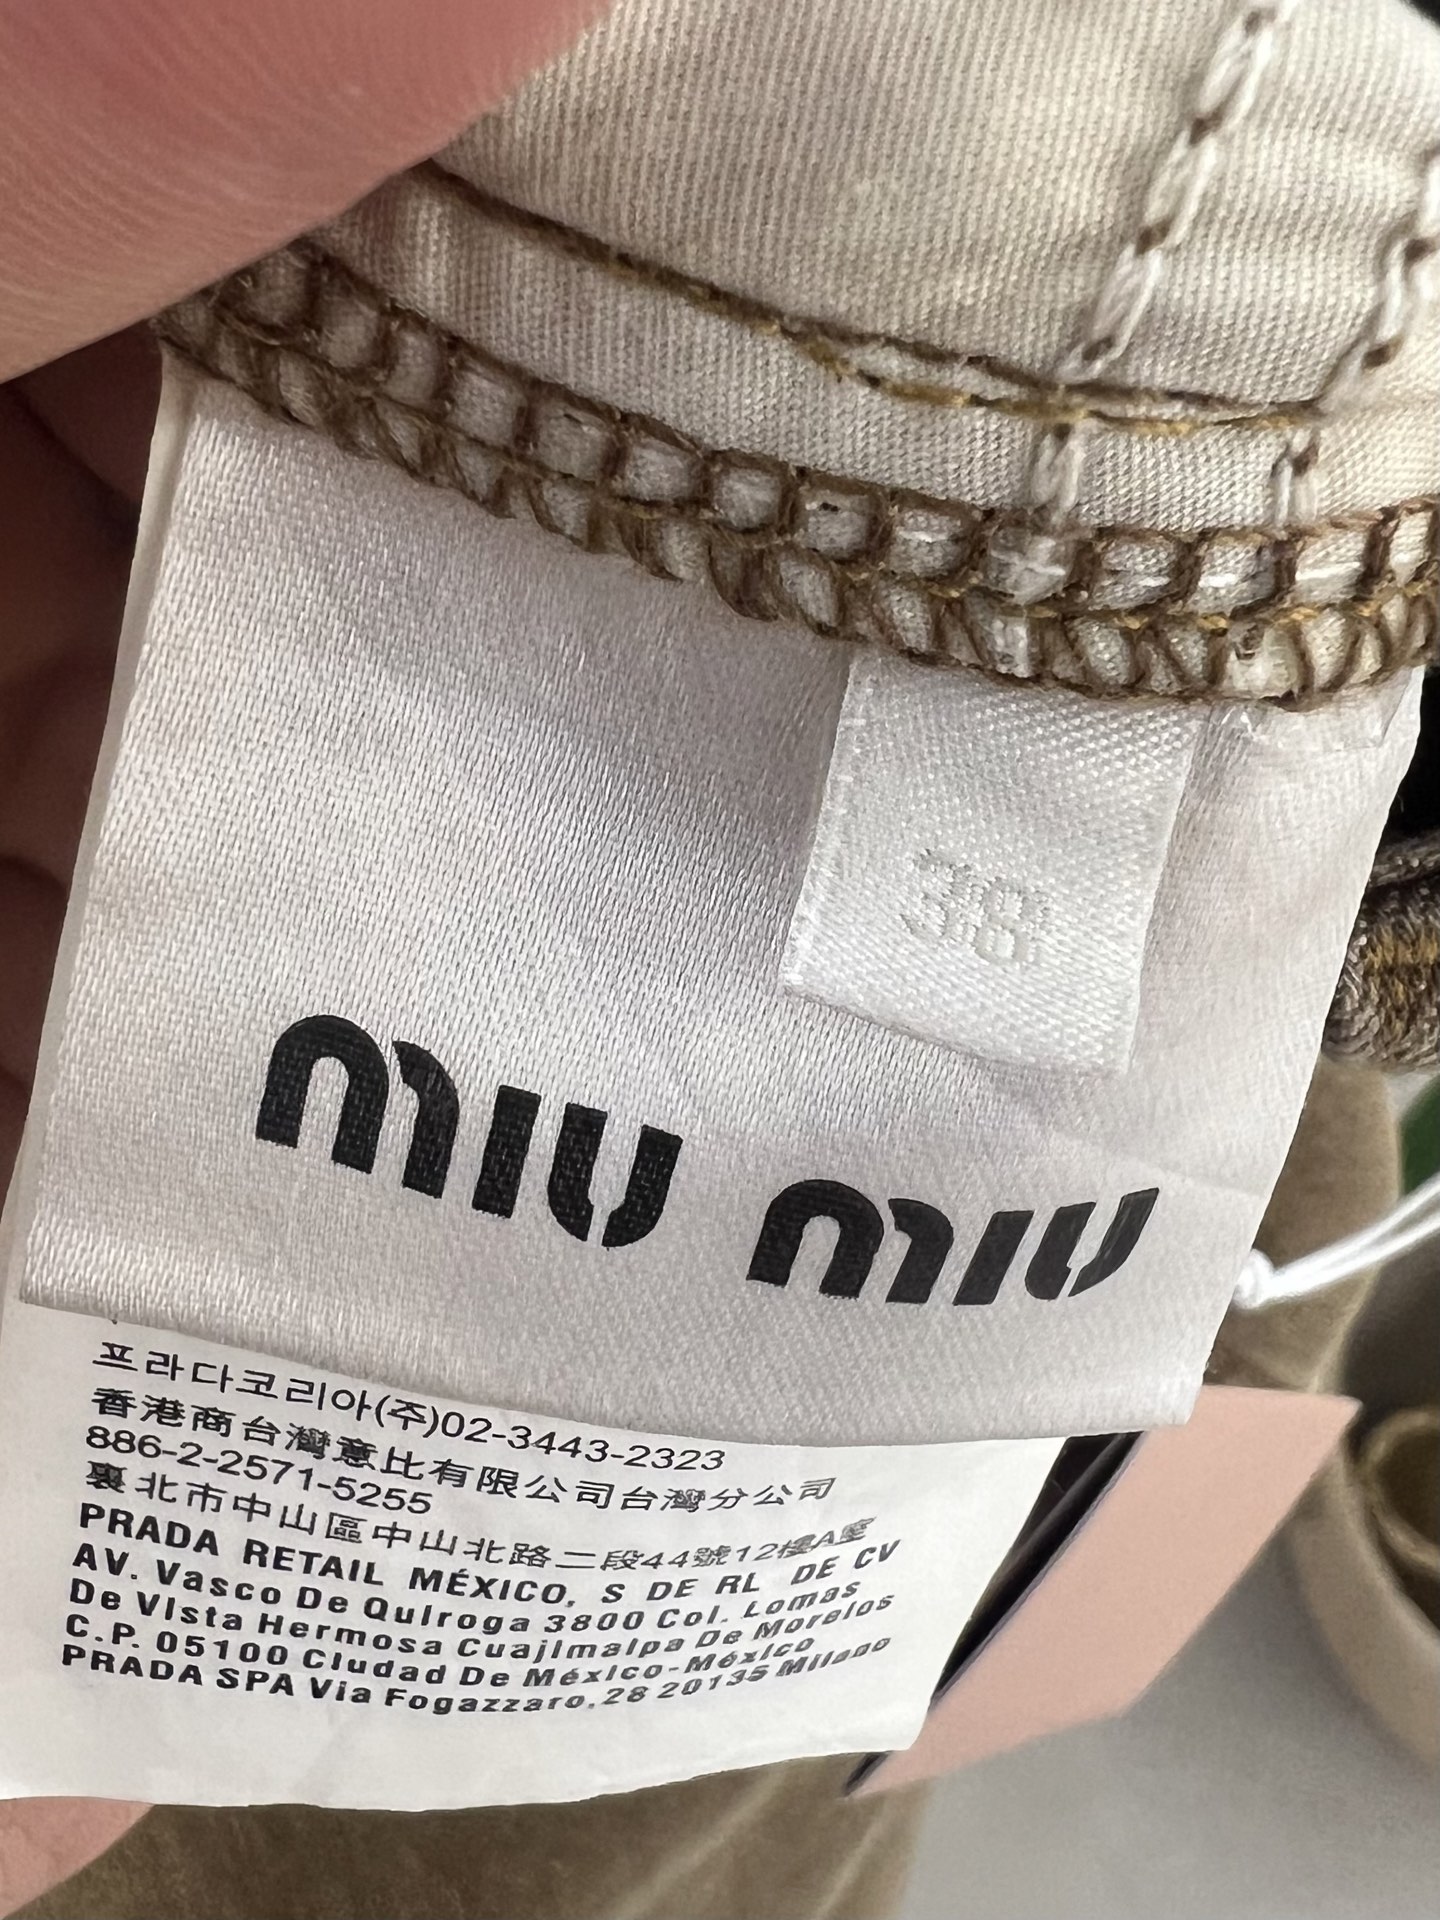 38
miu miu
프라다코리아(주)02-3443-2323
香港商台灣意比有限公司台灣分公司
886-2-2571-5255
裏北市中山區中山北路二段44號12樓A室
PRADA RETAIL MÉXICO, S DE RL DE CV
AV. Vasco De Quiroga 3800 Col. Lomas
De Vista Hermosa Cuajimalpa De Morelos
C.P. 05100 Ciudad De México-México
PRADA SPA Via Fogazzaro,28 20135 Milano